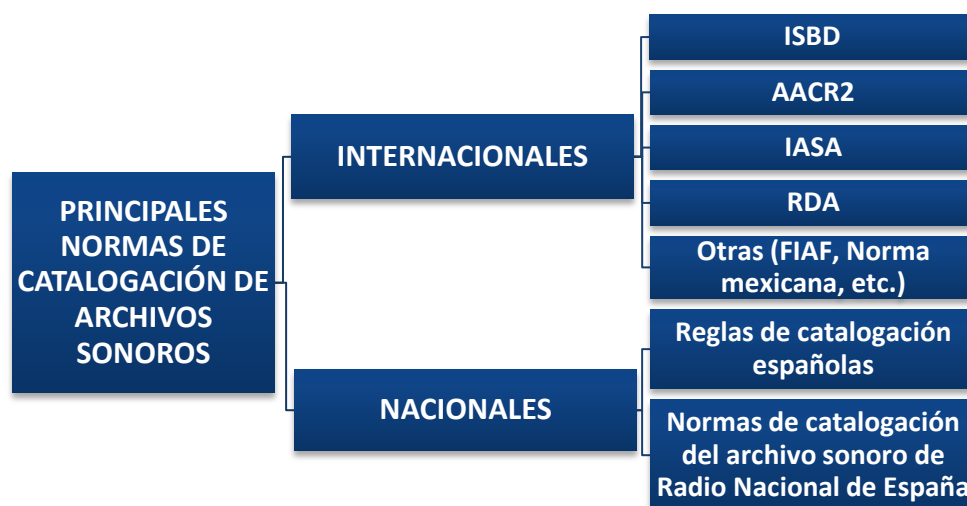 PRINCIPALES
NORMAS DE
CATALOGACIÓN DE
ARCHIVOS
SONOROS
INTERNACIONALES
ISBD
AACR2
IASA
RDA
Otras (FIAF, Norma
mexicana, etc.)
NACIONALES
Reglas de catalogación
españolas
Normas de catalogación
del archivo sonoro de
Radio Nacional de España